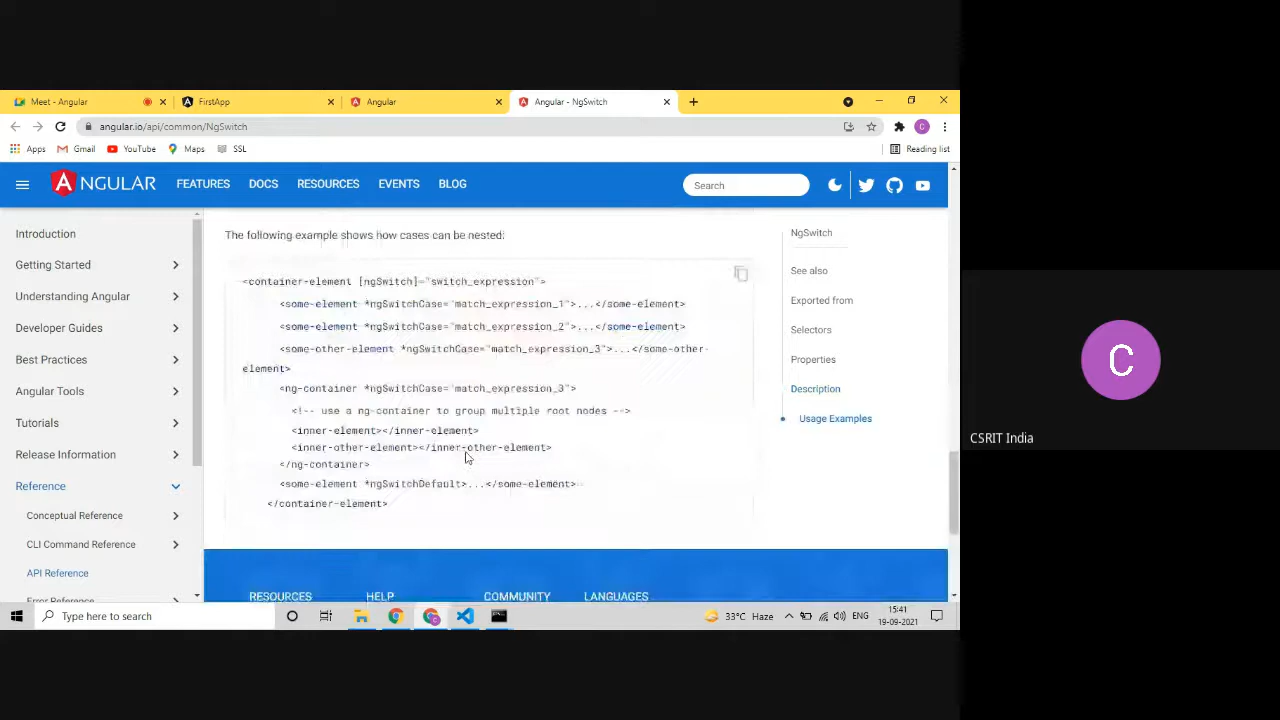 Meet - Angular
FirstApp
Angular
Angular - NgSwitch
angular.io/api/common/NgSwitch
Apps
Gmail
YouTube
Maps
SSL
Reading list
ANGULAR
FEATURES
DOCS
RESOURCES
EVENTS
BLOG
Search
Introduction
Getting Started
Understanding Angular
Developer Guides
Best Practices
Angular Tools
Tutorials
Release Information
Reference
Conceptual Reference
CLI Command Reference
API Reference
Error Reference
The following example shows how cases can be nested:
<container-element [ngSwitch]="switch_expression">
<some-element *ngSwitchCase="match_expression_1">...</some-element>
<some-element *ngSwitchCase="match_expression_2">...</some-element>
<some-other-element *ngSwitchCase="match_expression_3">...</some-other-
element>
<ng-container *ngSwitchCase="match_expression_3">
<!-- use a ng-container to group multiple root nodes -->
<inner-element></inner-element>
<inner-other-element></inner-other-element>
</ng-container>
<some-element *ngSwitchDefault>...</some-element>
</container-element>
NgSwitch
See also
Exported from
Selectors
Properties
Description
Usage Examples
RESOURCES
HELP
COMMUNITY
LANGUAGES
Type here to search
33°C Haze
ENG
15:41
19-09-2021
C
CSRIT India